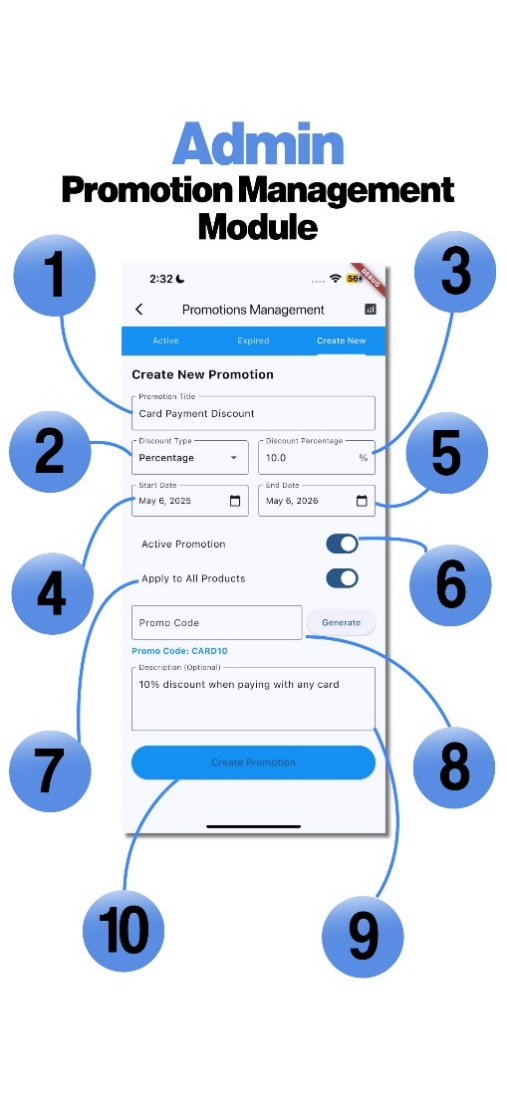 Admin
Promotion Management
Module
1
3
2:32
56
DEBUG
Promotions Management
Active Expired Create New
Create New Promotion
Promotion Title
Card Payment Discount
2
Discount Type Discount Percentage
Percentage 10.0 %
5
Start Date End Date
May 6, 2025 May 6, 2026
4
Active Promotion
6
Apply to All Products
Promo Code Generate
Promo Code: CARD10
Description (Optional)
10% discount when paying with any card
7
8
Create Promotion
10
9